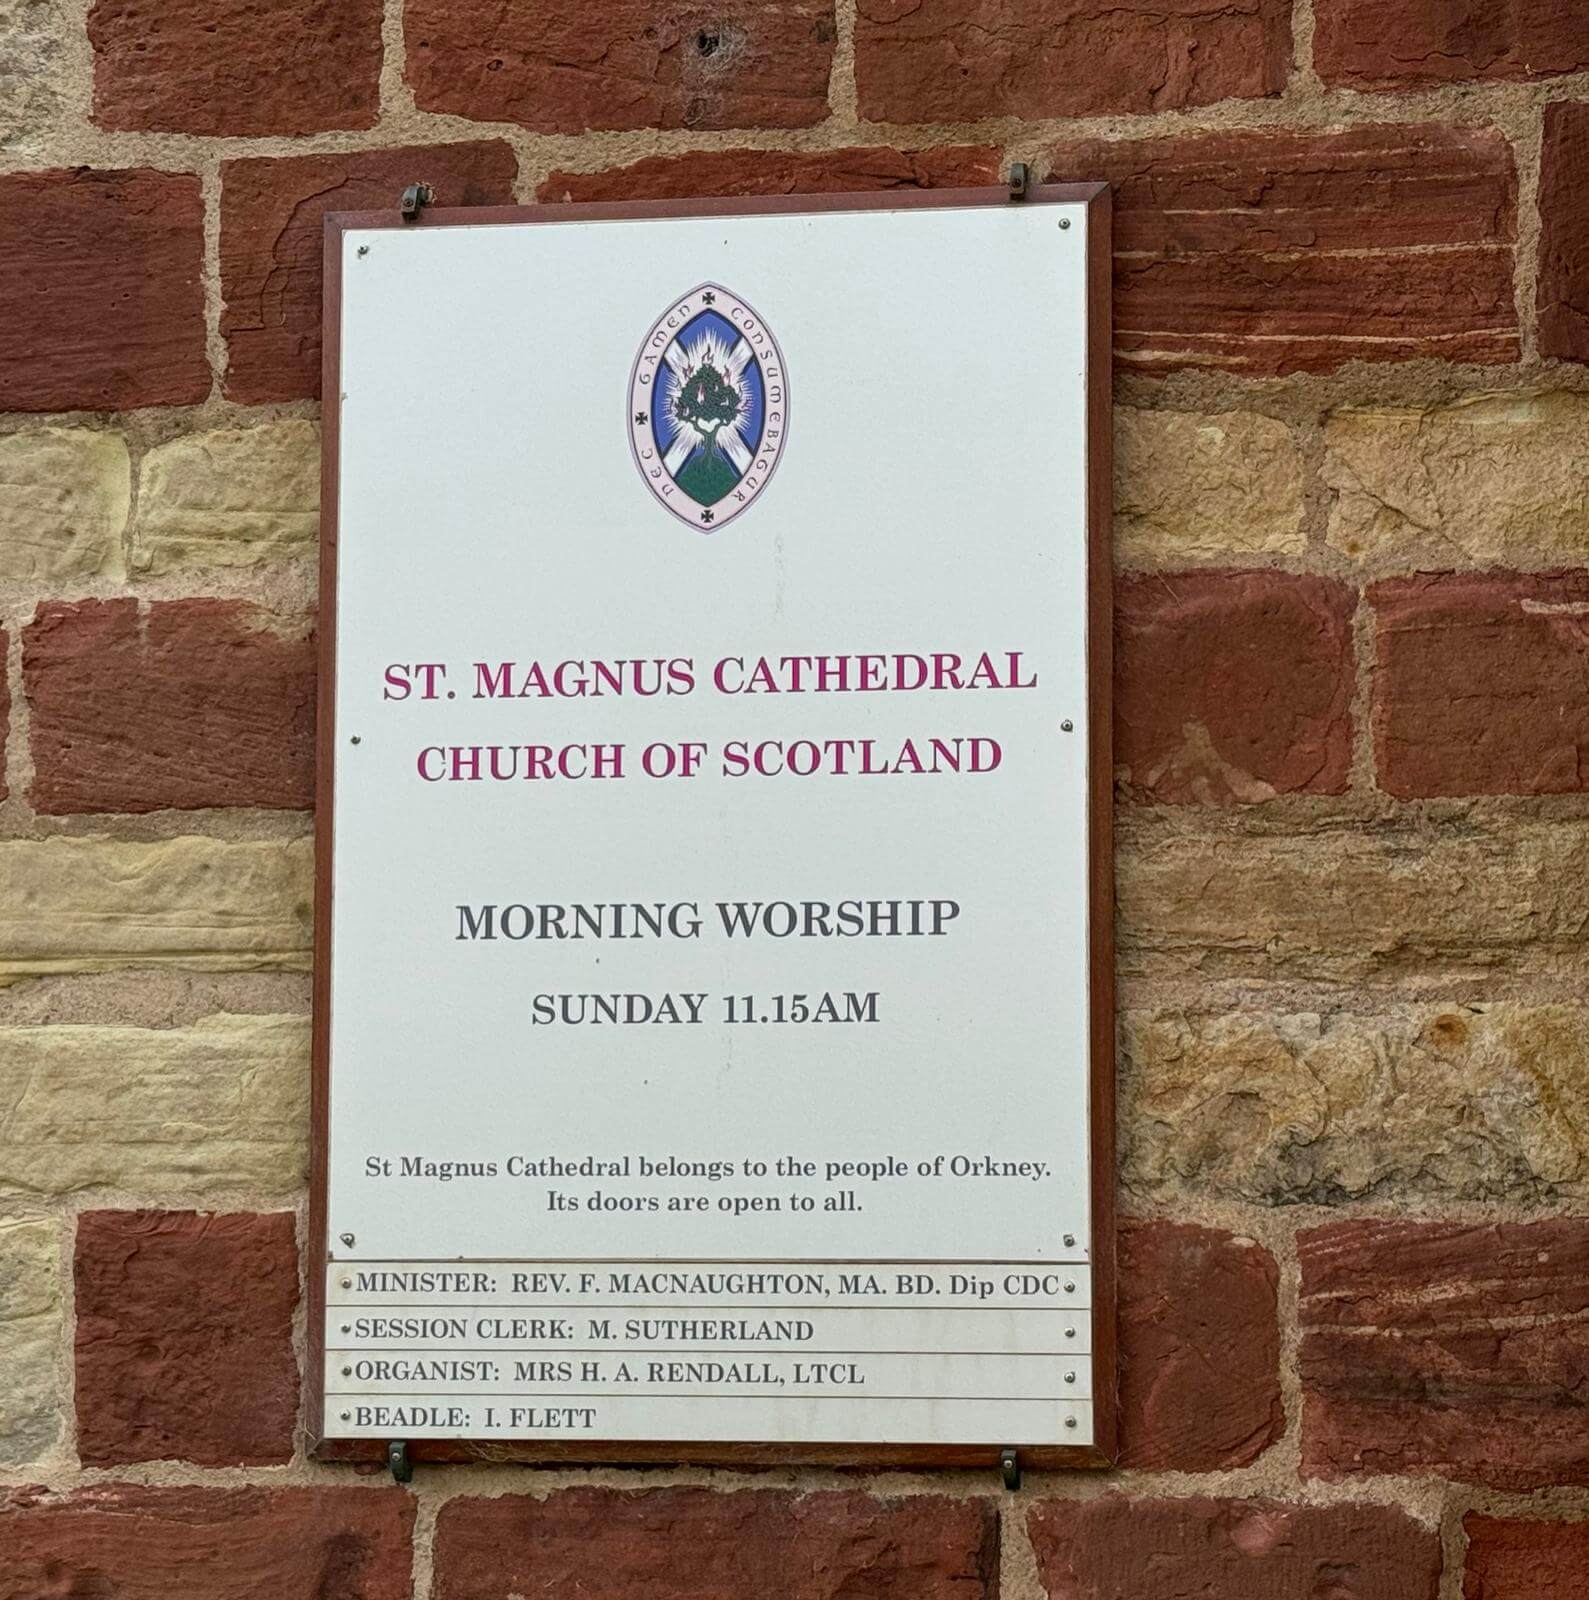 NEC TAMEN CONSUMEBATUR
ST. MAGNUS CATHEDRAL
CHURCH OF SCOTLAND
MORNING WORSHIP
SUNDAY 11.15AM
St Magnus Cathedral belongs to the people of Orkney.
Its doors are open to all.
MINISTER: REV. F. MACNAUGHTON, MA. BD. Dip CDC
SESSION CLERK: M. SUTHERLAND
ORGANIST: MRS H. A. RENDALL, LTCL
BEADLE: I. FLETT